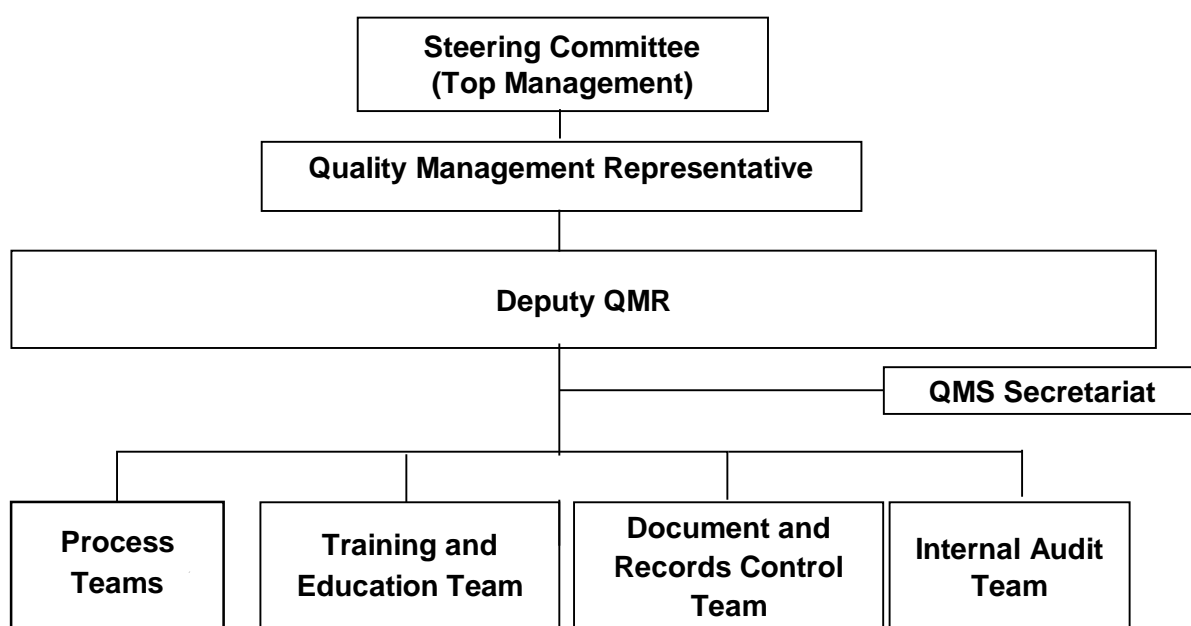 Steering Committee
(Top Management)
Quality Management Representative
Deputy QMR
QMS Secretariat
Process
Teams
Training and
Education Team
Document and
Records Control
Team
Internal Audit
Team